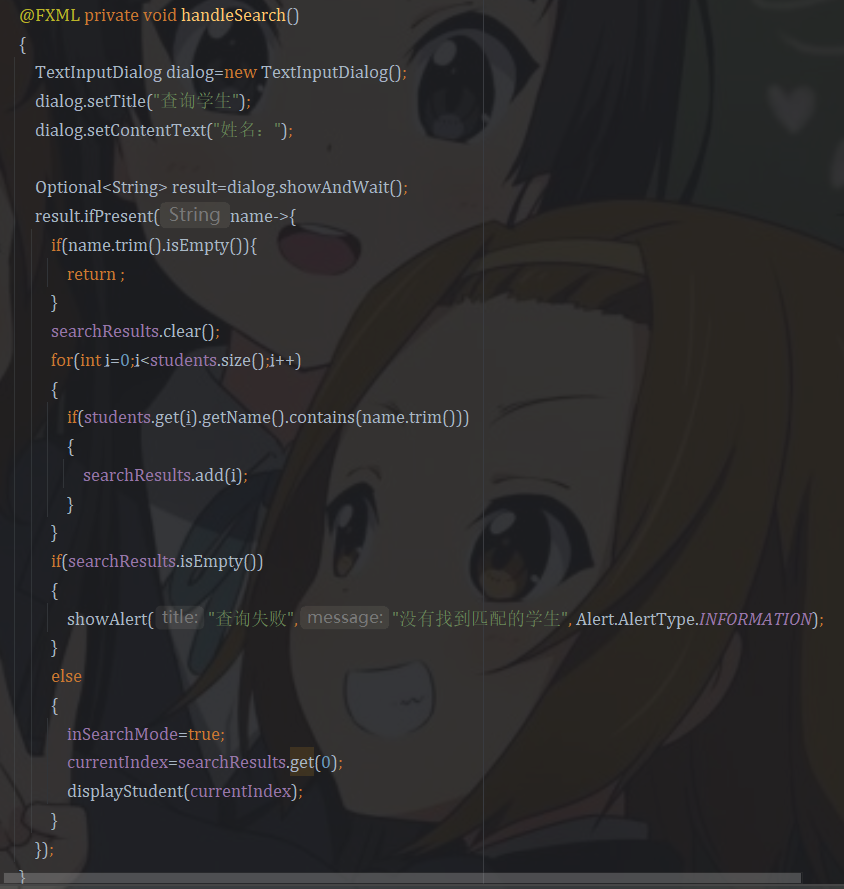 @FXML private void handleSearch()
{
TextInputDialog dialog=new TextInputDialog();
dialog.setTitle("查询学生");
dialog.setContentText("姓名：");
Optional<String> result=dialog.showAndWait();
result.ifPresent( String name->{
if(name.trim().isEmpty()){
return ;
}
searchResults.clear();
for(int i=0;i<students.size();i++)
{
if(students.get(i).getName().contains(name.trim()))
{
searchResults.add(i);
}
}
if(searchResults.isEmpty())
{
showAlert( title: "查询失败", message: "没有找到匹配的学生", Alert.AlertType.INFORMATION);
}
else
{
inSearchMode=true;
currentIndex=searchResults.get(0);
displayStudent(currentIndex);
}
});
}